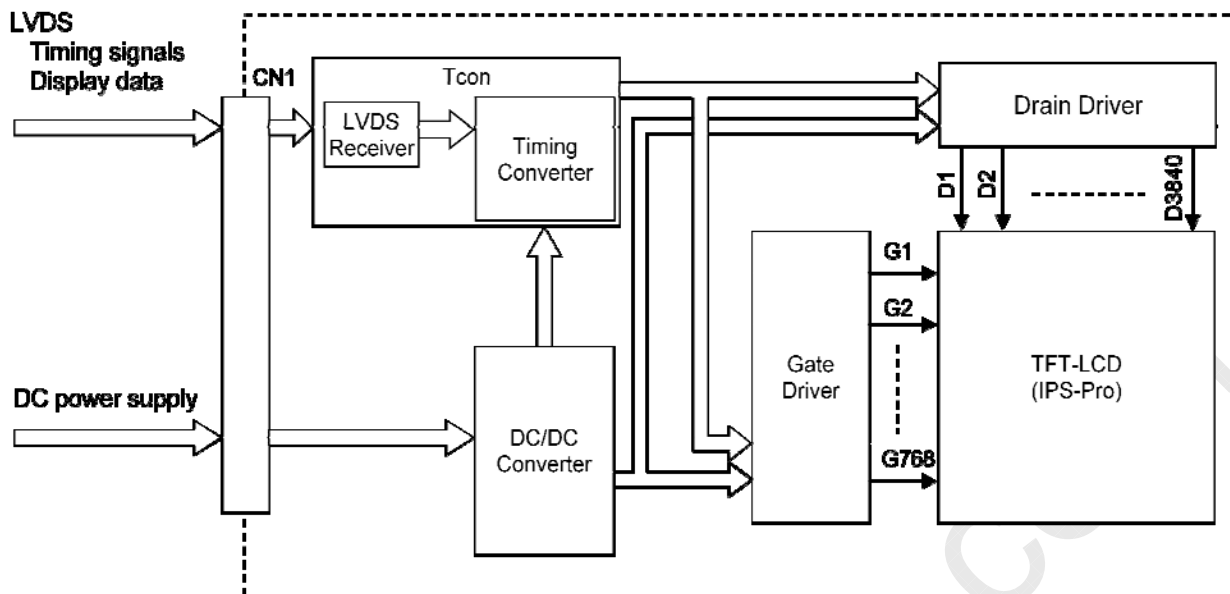 LVDS
Timing signals
Display data
CN1
Tcon
LVDS
Receiver
Timing
Converter
Drain Driver
D1
D2
D3840
G1
G2
G768
Gate
Driver
TFT-LCD
(IPS-Pro)
DC power supply
DC/DC
Converter